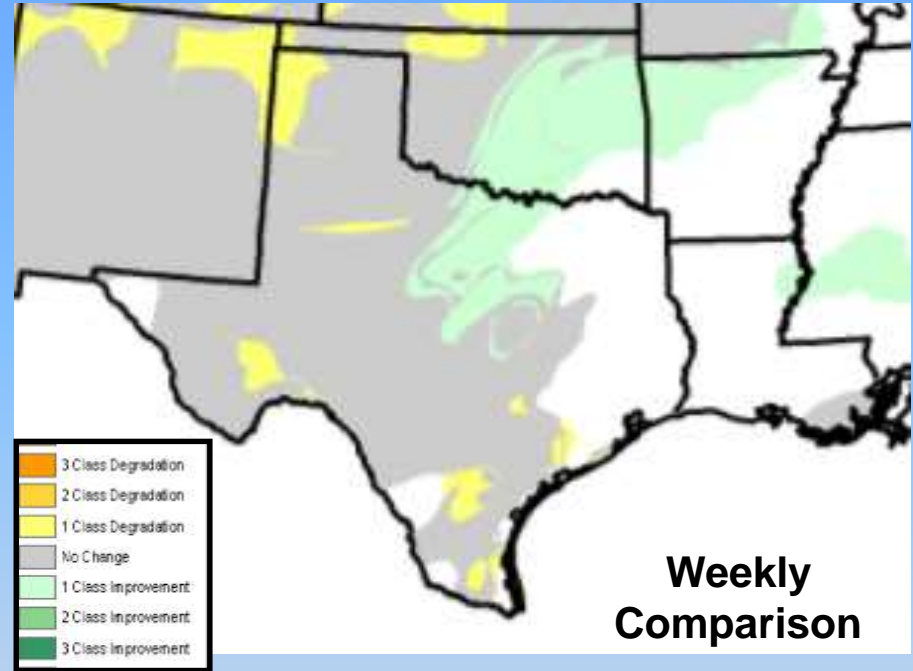 3 Class Degradation
2 Class Degradation
1 Class Degradation
No Change
1 Class Improvement
2 Class Improvement
3 Class Improvement
Weekly
Comparison